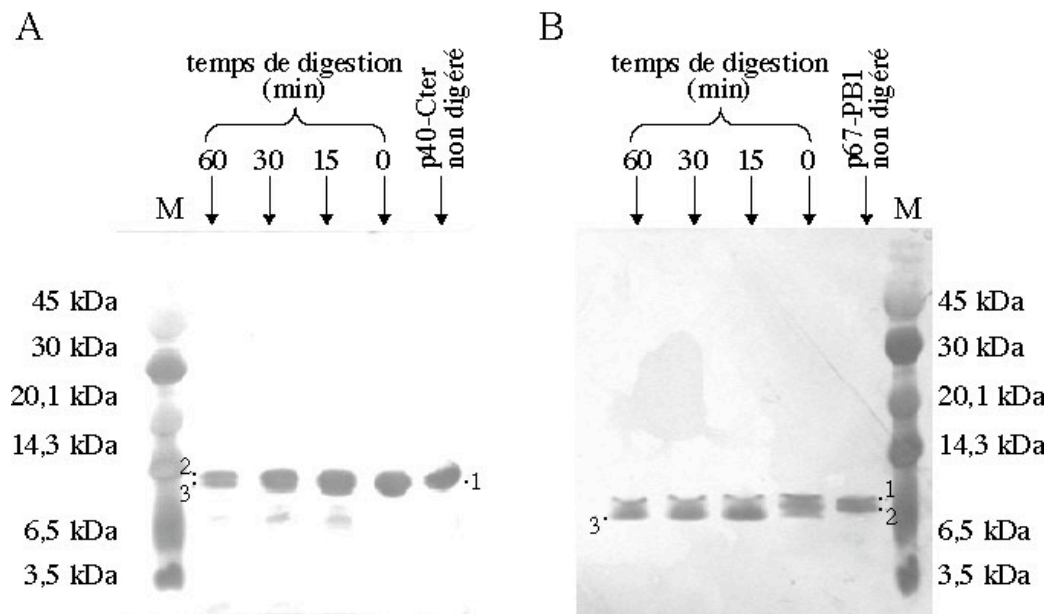 A
temps de digestion
(min)
60 30 15 0
p40-Cter
non digéré
M
45 kDa
30 kDa
20,1 kDa
14,3 kDa
6,5 kDa
3,5 kDa
2
3
1
B
temps de digestion
(min)
60 30 15 0
p67-PB1
non digéré
M
45 kDa
30 kDa
20,1 kDa
14,3 kDa
6,5 kDa
3,5 kDa
1
2
3